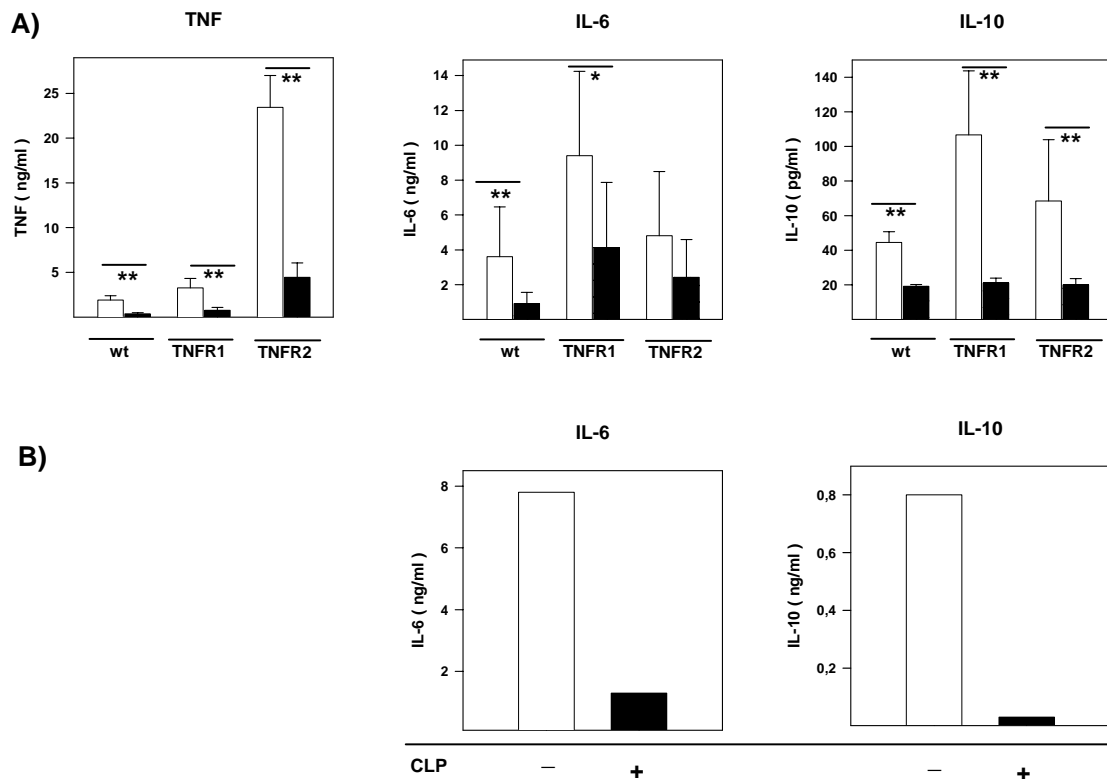 A)
TNF
IL-6
IL-10
TNF ( ng/ml )
25
20
15
10
5
**
**
**
wt
TNFR1
TNFR2
IL-6 ( ng/ml )
14
12
10
8
6
4
2
**
*
wt
TNFR1
TNFR2
IL-10 ( pg/ml )
140
120
100
80
60
40
20
**
**
**
wt
TNFR1
TNFR2
B)
IL-6
IL-10
IL-6 ( ng/ml )
8
6
4
2
IL-10 ( ng/ml )
0,8
0,6
0,4
0,2
CLP – + – +